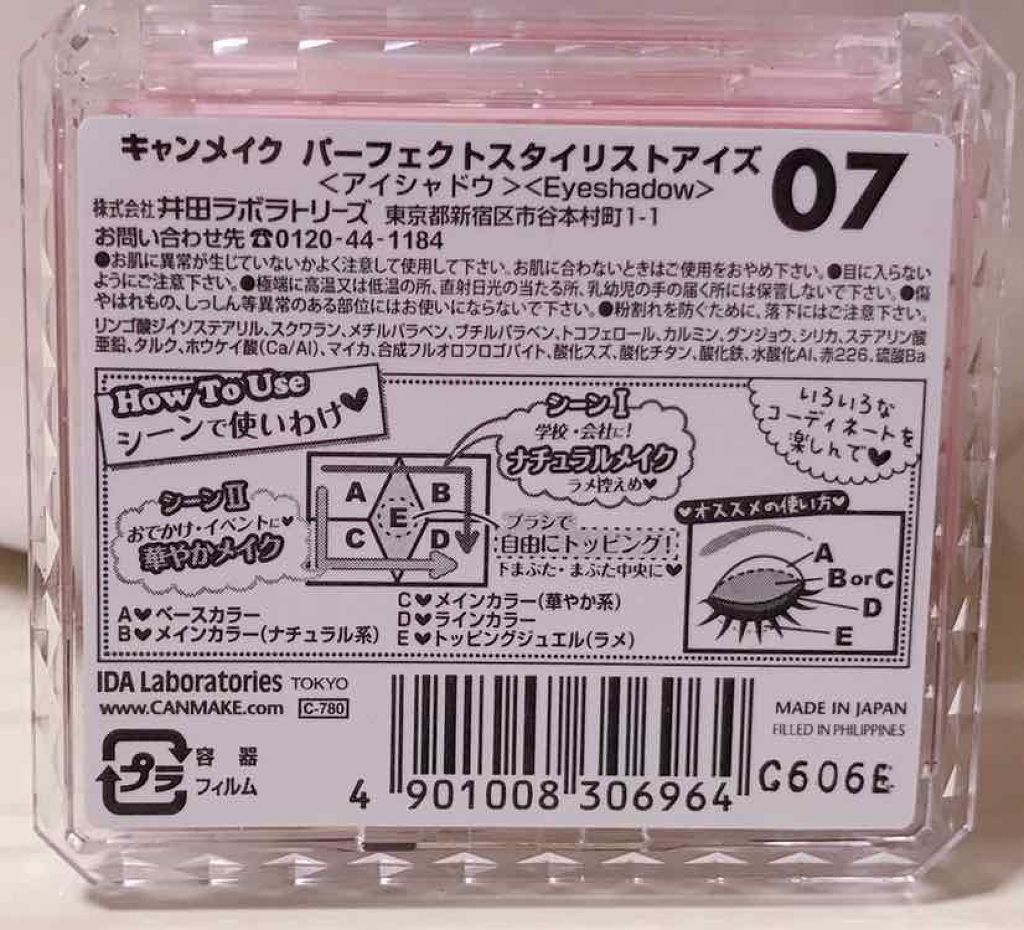 キャンメイク パーフェクトスタイリストアイズ 07
＜アイシャドウ＞<Eyeshadow>
株式会社 井田ラボラトリーズ 東京都新宿区市谷本村町1-1
お問い合わせ先 ☎0120-44-1184
●お肌に異常が生じていないかよく注意して使用して下さい。お肌に合わないときはご使用をおやめ下さい。●目に入らない
ようにご注意下さい。●極端に高温又は低温の所、直射日光の当たる所、乳幼児の手の届く所には保管しないで下さい。●傷
やはれもの、しっしん等異常のある部位にはお使いにならないで下さい。●粉割れを防ぐために、落下にはご注意下さい。
リンゴ酸ジイソステアリル、スクワラン、メチルパラベン、ブチルパラベン、トコフェロール、カルミン、グンジョウ、シリカ、ステアリン酸
亜鉛、タルク、ホウケイ酸(Ca/Al)、マイカ、合成フルオロフロゴパイト、酸化スズ、酸化チタン、酸化鉄、水酸化Al、赤226、硫酸Ba
How To Use
シーンで使いわけ♥
シーンI
学校・会社に!
ナチュラルメイク
ラメ控えめ♥
いろいろな
コーディネートを
楽しんで♥
シーンII
おでかけ・イベントに♥
華やかメイク
A
B
C
D
E
ブラシで
自由にトッピング!
下まぶた・まぶた中央に♥
♥オススメの使い方♥
A
B or C
D
E
A♥ベースカラー
B♥メインカラー(ナチュラル系)
C♥メインカラー(華やか系)
D♥ラインカラー
E♥トッピングジュエル(ラメ)
IDA Laboratories TOKYO
www.CANMAKE.com C-780
MADE IN JAPAN
FILLED IN PHILIPPINES
プラ
容器
フィルム
4 901008 306964
C606E